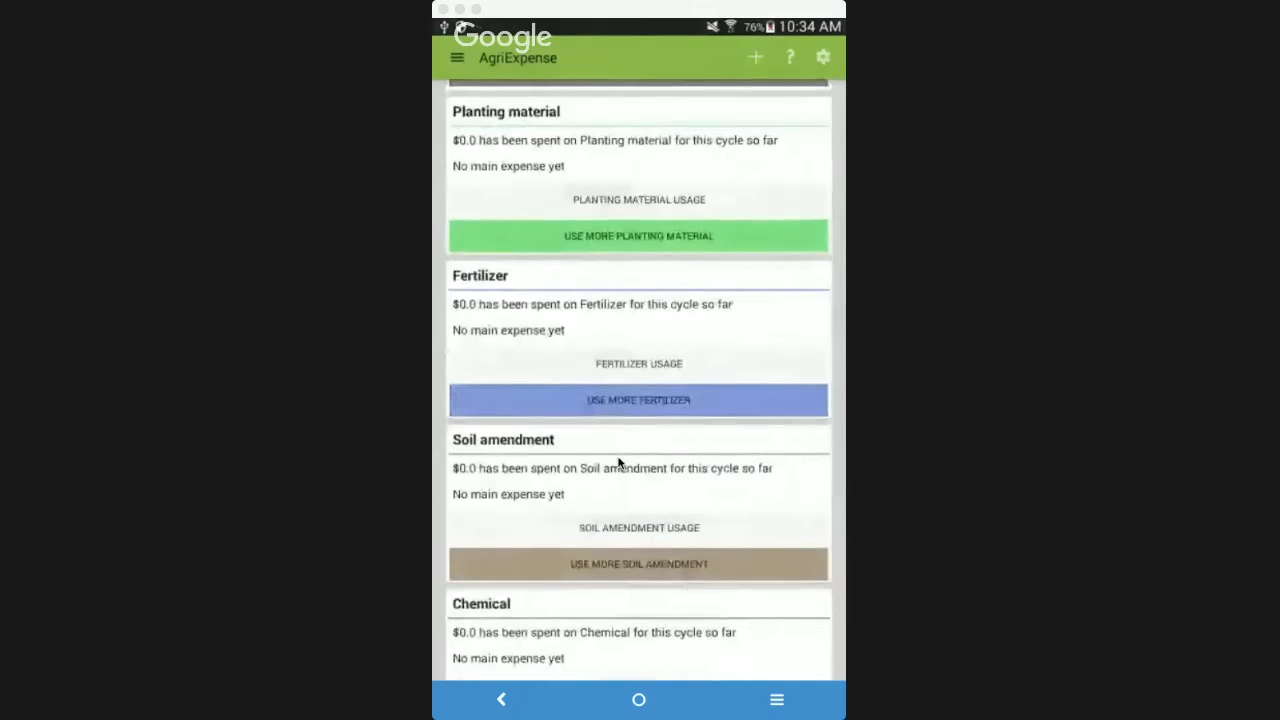 Google
76% 10:34 AM
AgriExpense
Planting material
$0.0 has been spent on Planting material for this cycle so far
No main expense yet
PLANTING MATERIAL USAGE
USE MORE PLANTING MATERIAL
Fertilizer
$0.0 has been spent on Fertilizer for this cycle so far
No main expense yet
FERTILIZER USAGE
USE MORE FERTILIZER
Soil amendment
$0.0 has been spent on Soil amendment for this cycle so far
No main expense yet
SOIL AMENDMENT USAGE
USE MORE SOIL AMENDMENT
Chemical
$0.0 has been spent on Chemical for this cycle so far
No main expense yet